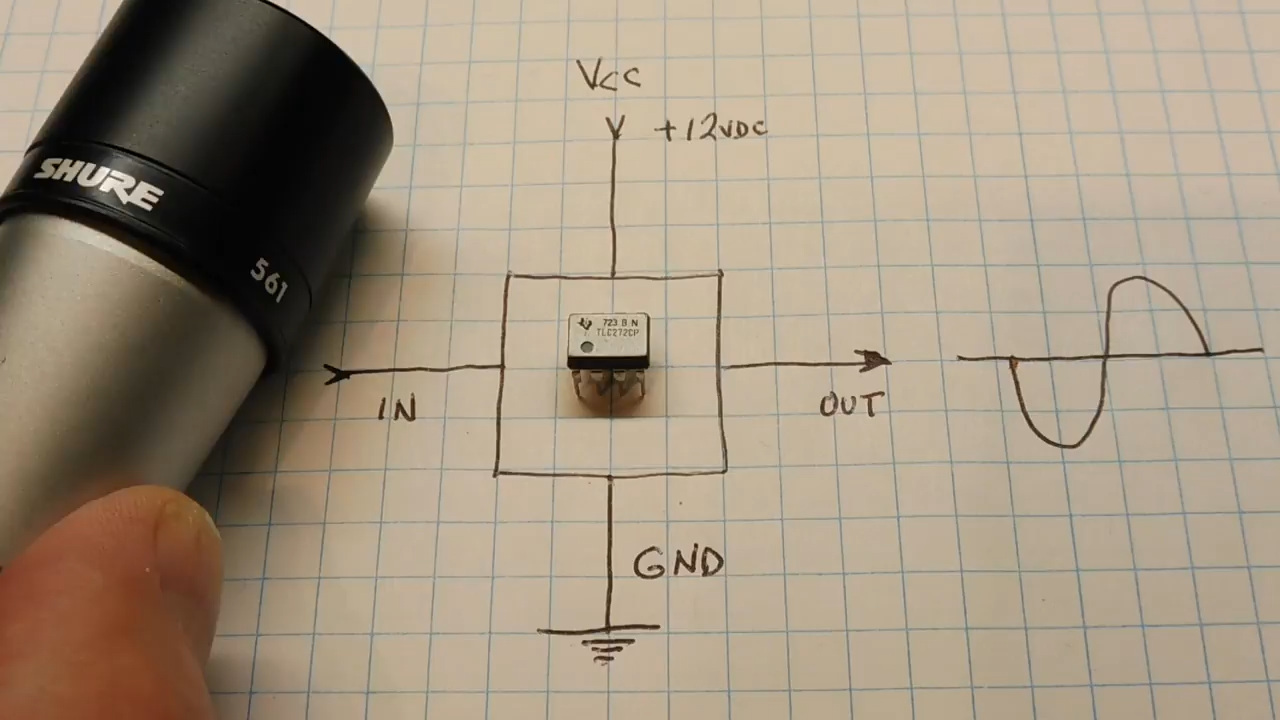 VCC
+12VDC
SHURE
561
723 B N
TLC272CP
IN
OUT
GND